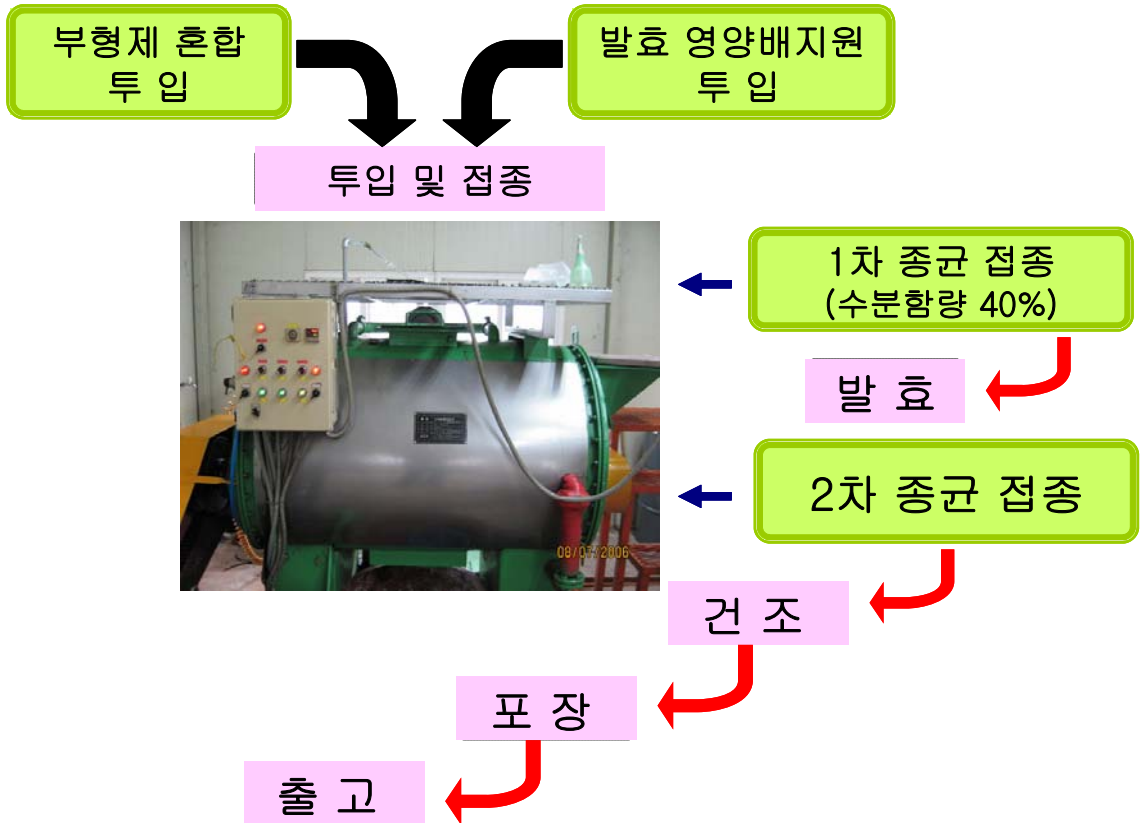 부형제 혼합
투 입
발효 영양배지원
투 입
투입 및 접종
1차 종균 접종
(수분함량 40%)
발 효
2차 종균 접종
08/07/2006
건 조
포 장
출 고